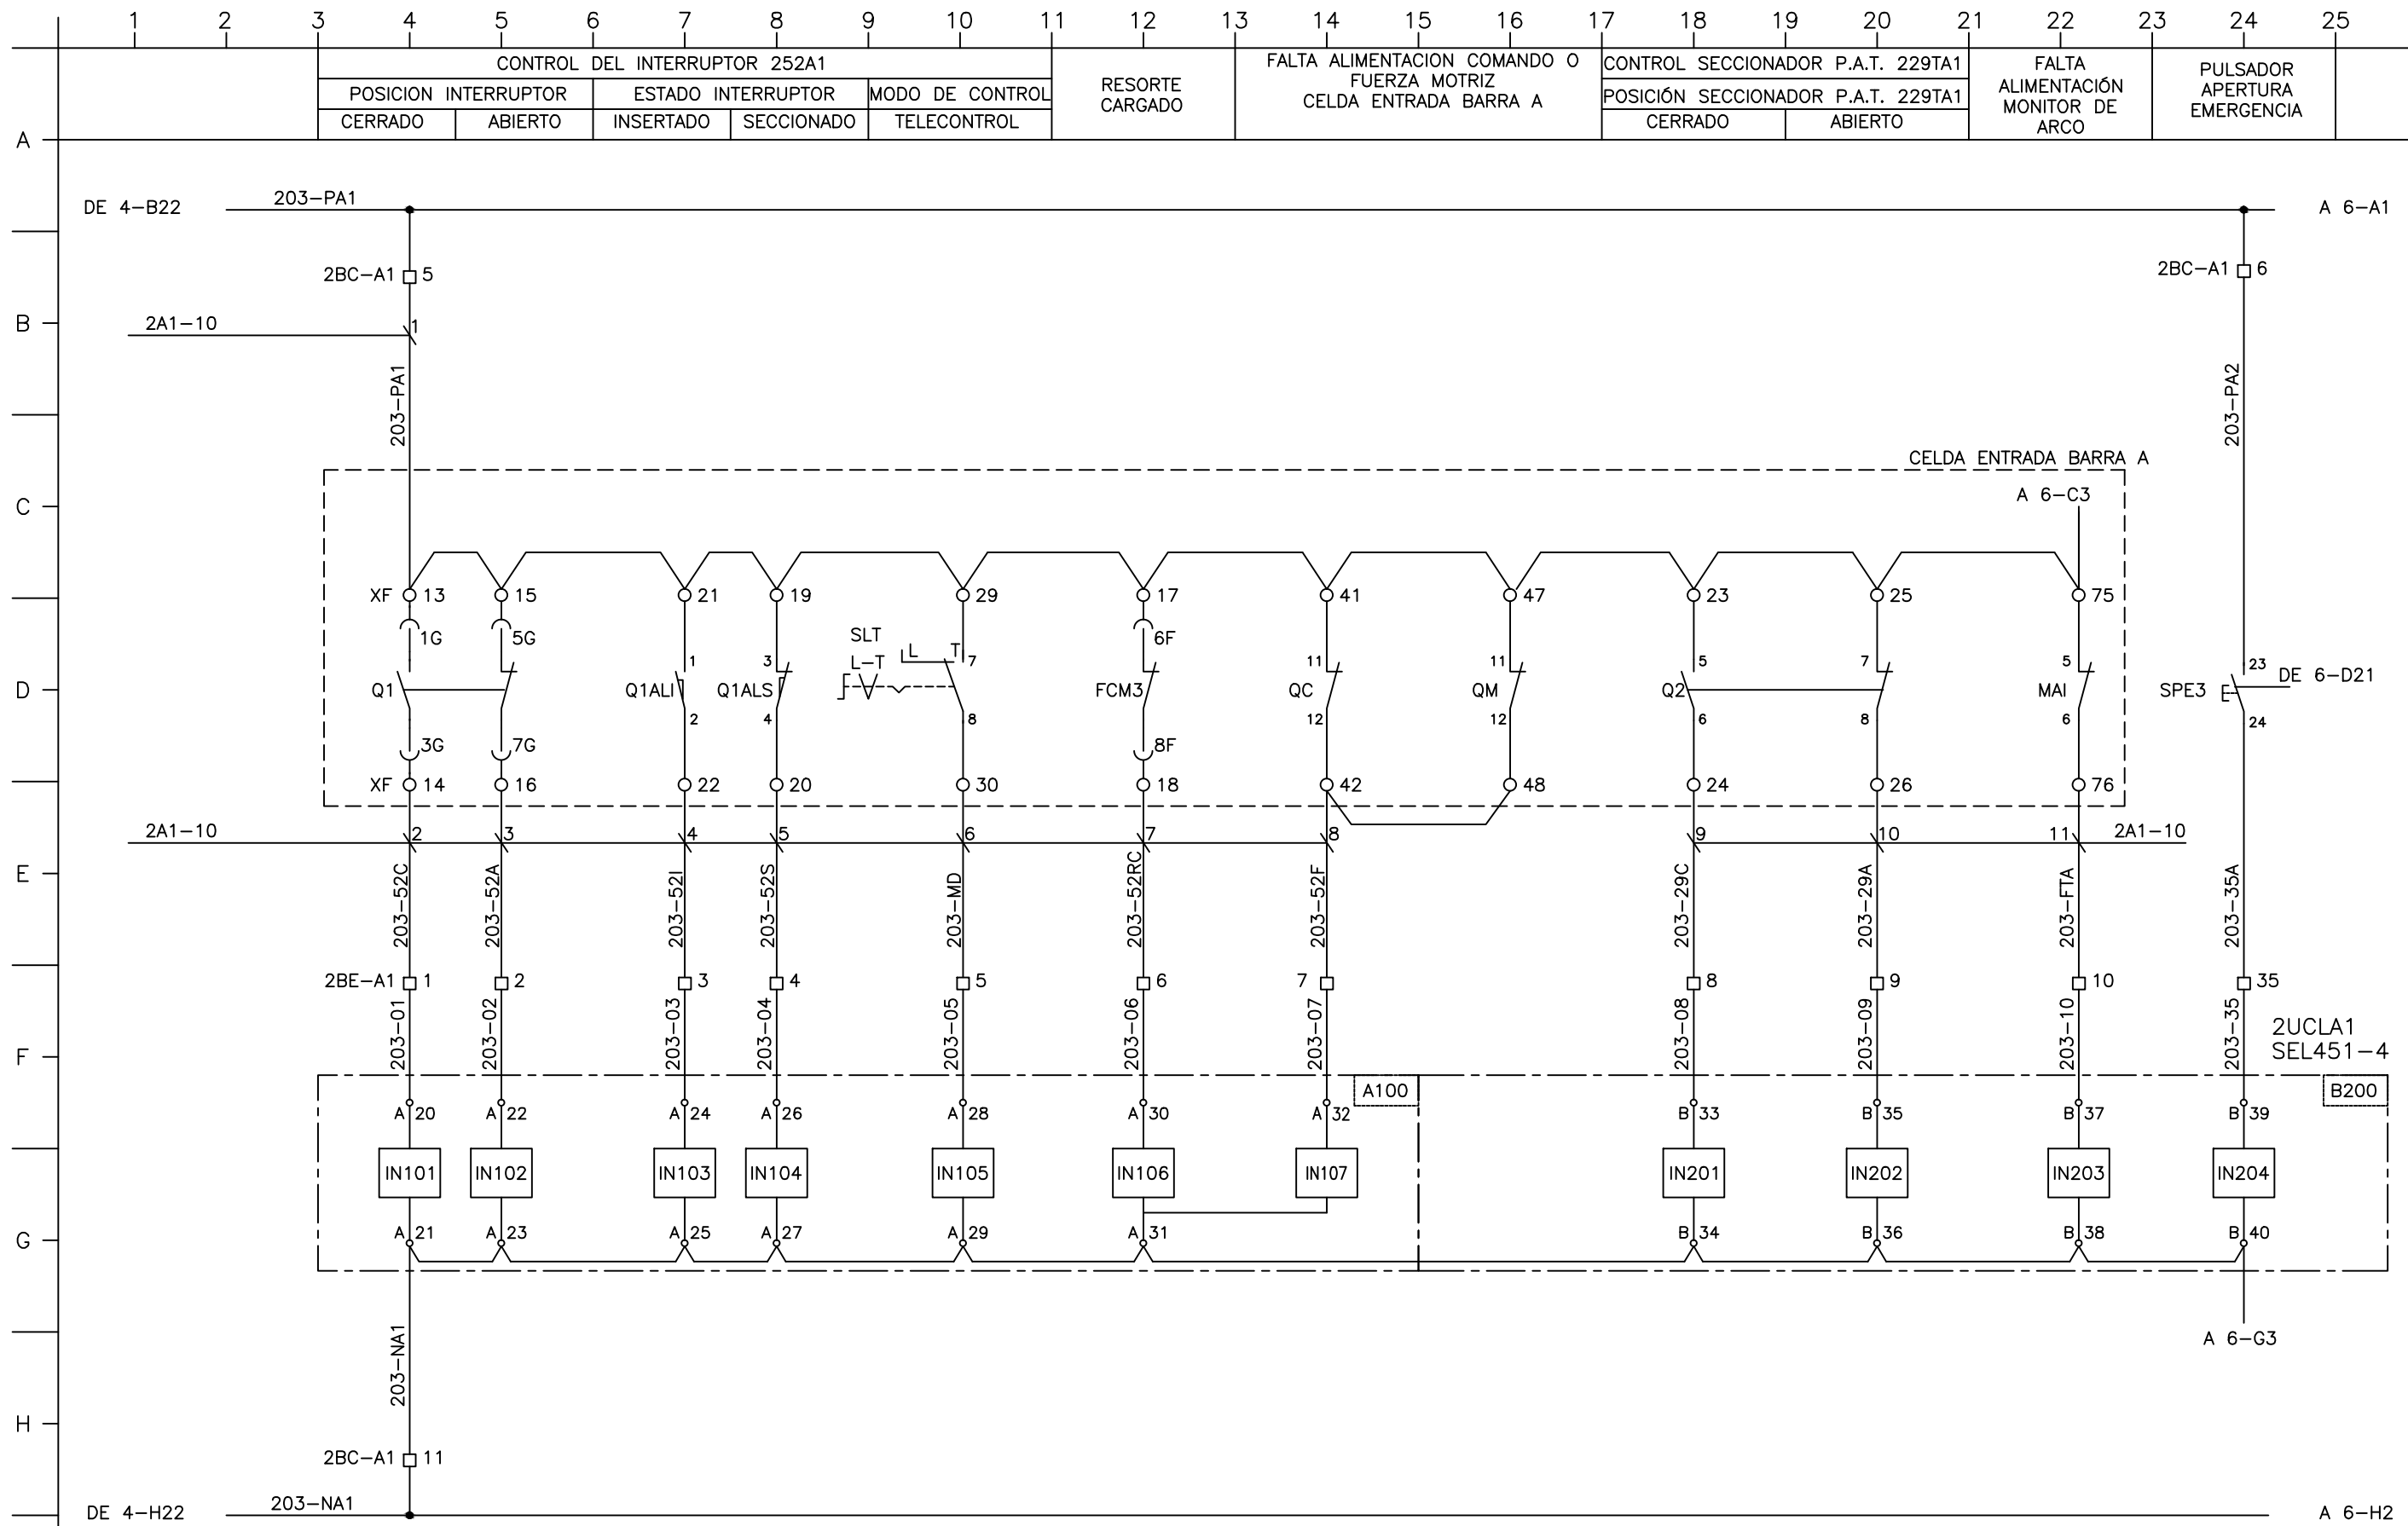 1 2 3 4 5 6 7 8 9 10 11 12 13 14 15 16 17 18 19 20 21 22 23 24 25
CONTROL DEL INTERRUPTOR 252A1
POSICION INTERRUPTOR
ESTADO INTERRUPTOR
MODO DE CONTROL
CERRADO
ABIERTO
INSERTADO
SECCIONADO
TELECONTROL
RESORTE
CARGADO
FALTA ALIMENTACION COMANDO O
FUERZA MOTRIZ
CELDA ENTRADA BARRA A
CONTROL SECCIONADOR P.A.T. 229TA1
POSICIÓN SECCIONADOR P.A.T. 229TA1
CERRADO
ABIERTO
FALTA
ALIMENTACIÓN
MONITOR DE
ARCO
PULSADOR
APERTURA
EMERGENCIA
A
DE 4-B22
203-PA1
A 6-A1
2BC-A1 5
2BC-A1 6
B
2A1-10
1
203-PA1
203-PA2
CELDA ENTRADA BARRA A
C
A 6-C3
XF 13 15 21 19 29 17 41 47 23 25 75
1G 5G 6F
SLT
L-T
L T
1 3 7 11 11 5 7 5 23
D
Q1 Q1ALI Q1ALS FCM3 QC QM Q2 MAI SPE3
DE 6-D21
2 4 8 12 12 6 8 6 24
3G 7G 8F
XF 14 16 22 20 30 18 42 48 24 26 76
2A1-10
2 3 4 5 6 7 8 9 10 11
2A1-10
E
203-52C 203-52A 203-52I 203-52S 203-MD 203-52RC 203-52F 203-29C 203-29A 203-FTA 203-35A
2BE-A1 1 2 3 4 5 6 7 8 9 10 35
203-01 203-02 203-03 203-04 203-05 203-06 203-07 203-08 203-09 203-10 203-35
F
2UCLA1
SEL451-4
A100
B200
A 20 A 22 A 24 A 26 A 28 A 30 A 32 B 33 B 35 B 37 B 39
IN101 IN102 IN103 IN104 IN105 IN106 IN107 IN201 IN202 IN203 IN204
G
A 21 A 23 A 25 A 27 A 29 A 31 B 34 B 36 B 38 B 40
A 6-G3
203-NA1
H
2BC-A1 11
DE 4-H22
203-NA1
A 6-H2